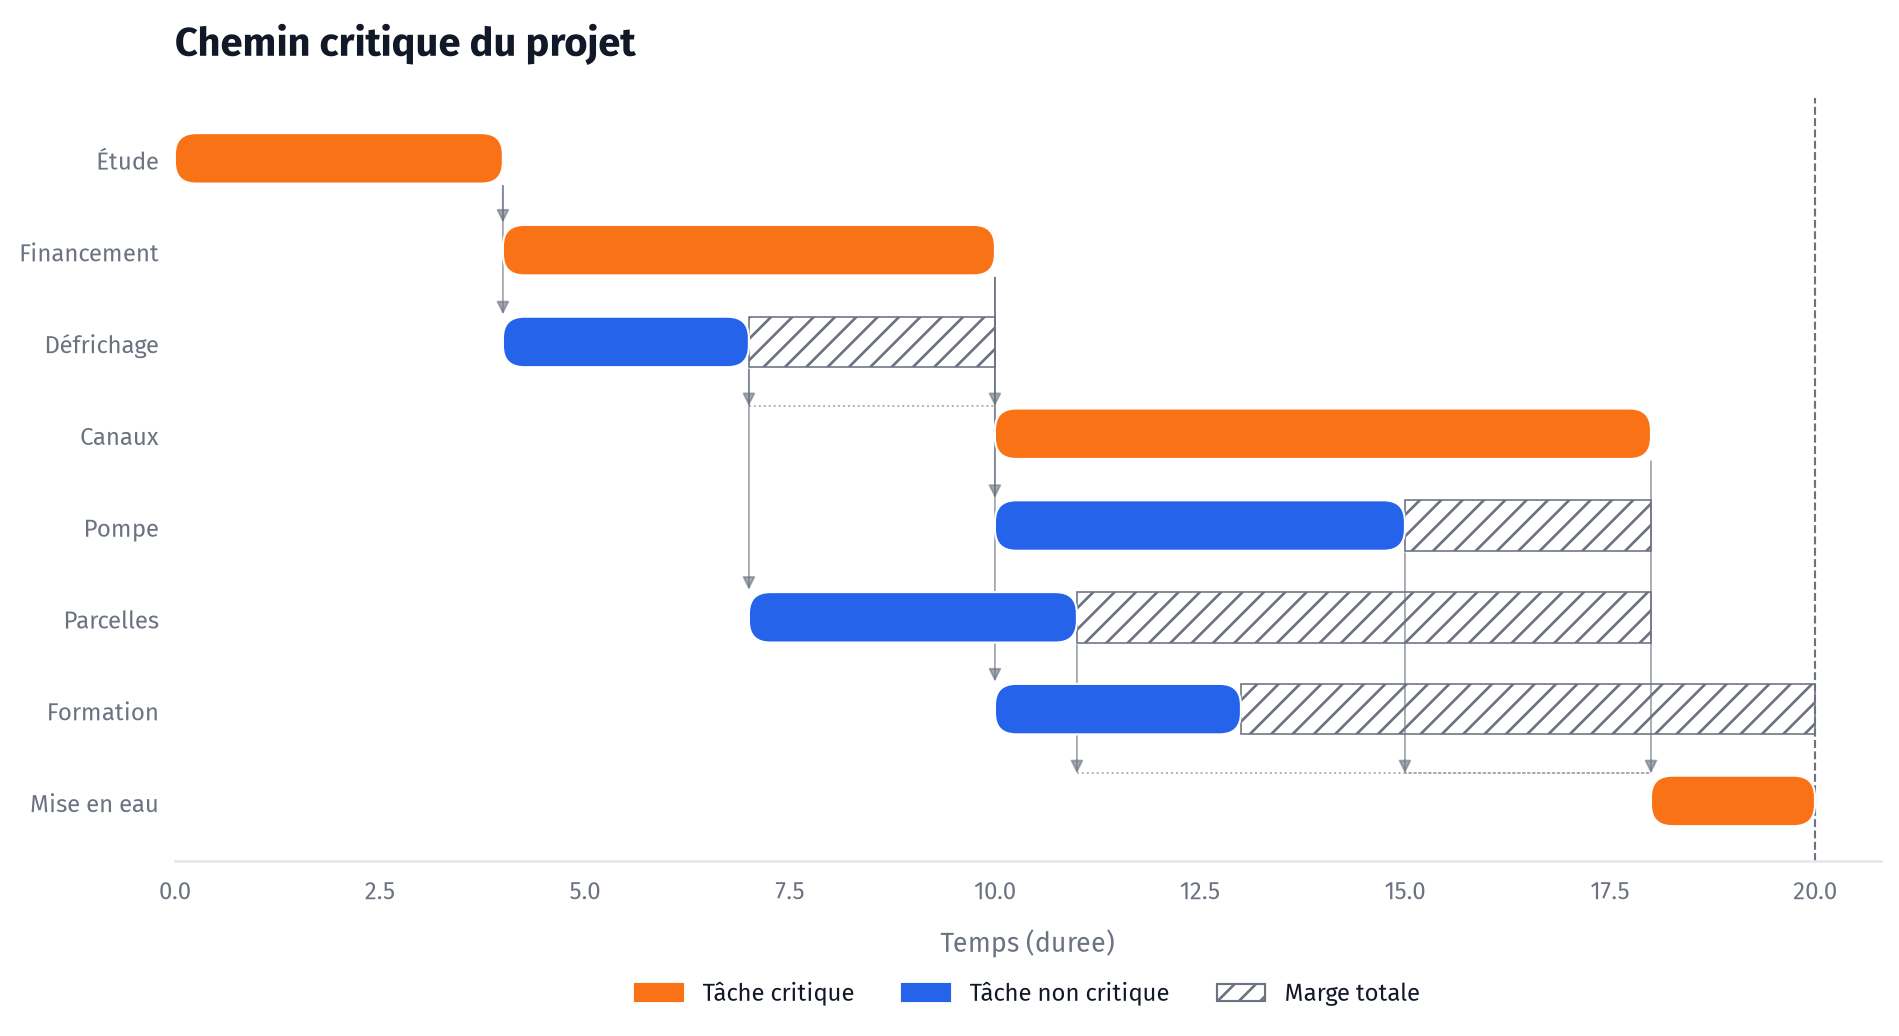 Chemin critique du projet
Étude
Financement
Défrichage
Canaux
Pompe
Parcelles
Formation
Mise en eau
0.0 2.5 5.0 7.5 10.0 12.5 15.0 17.5 20.0
Temps (duree)
Tâche critique Tâche non critique Marge totale